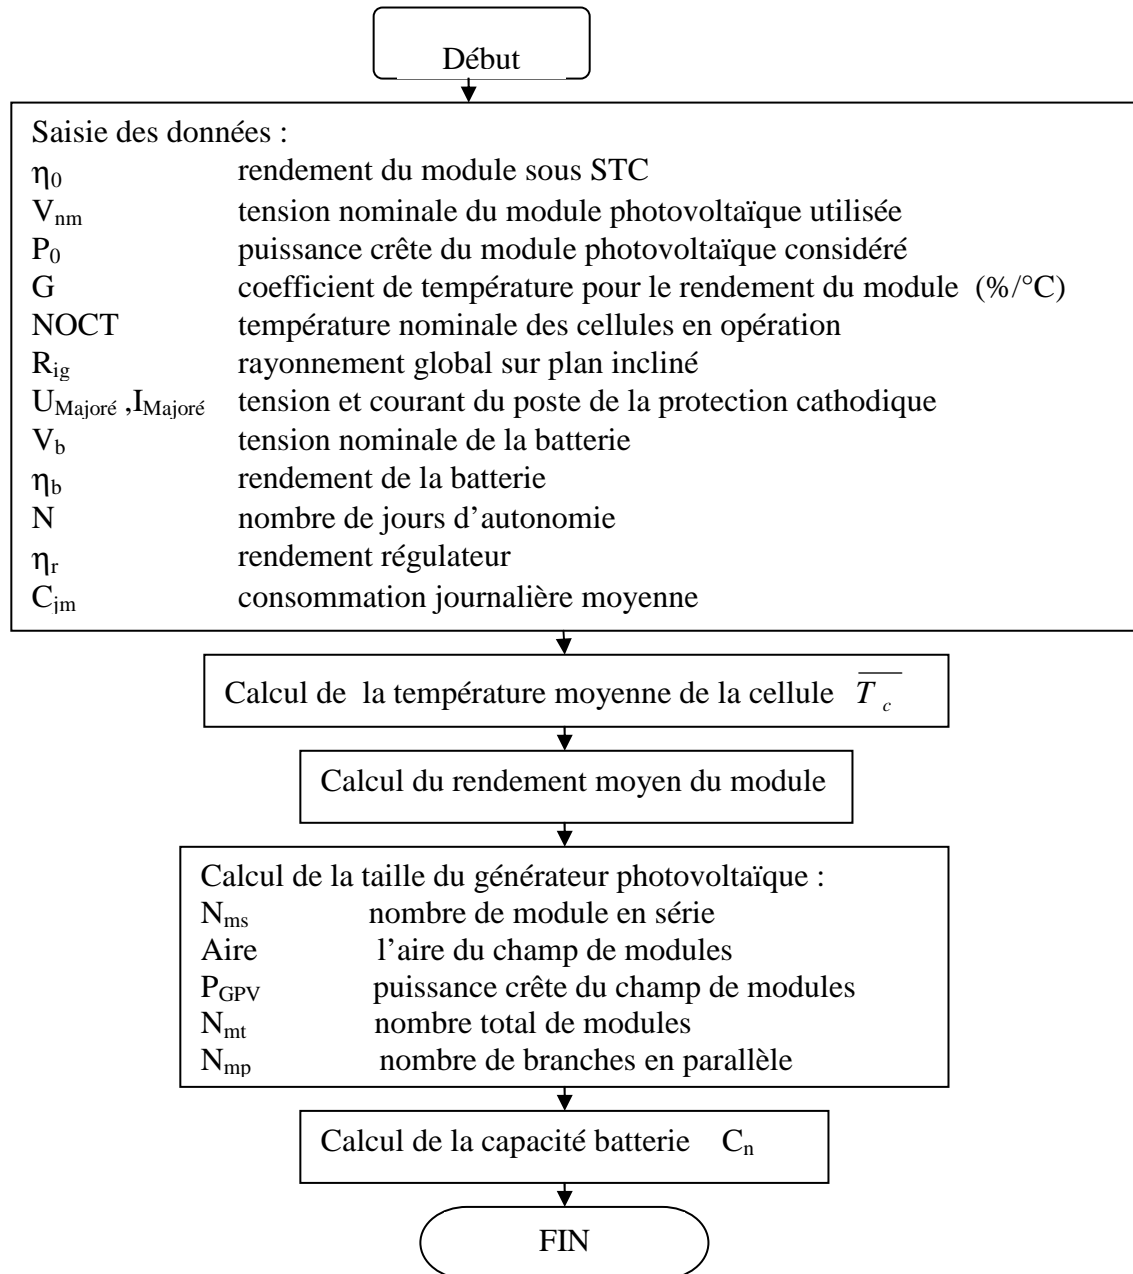 Début
Saisie des données :
η0 rendement du module sous STC
Vnm tension nominale du module photovoltaïque utilisée
P0 puissance crête du module photovoltaïque considéré
G coefficient de température pour le rendement du module (%/°C)
NOCT température nominale des cellules en opération
Rig rayonnement global sur plan incliné
UMajoré ,IMajoré tension et courant du poste de la protection cathodique
Vb tension nominale de la batterie
ηb rendement de la batterie
N nombre de jours d’autonomie
ηr rendement régulateur
Cjm consommation journalière moyenne
Calcul de la température moyenne de la cellule T̅c
Calcul du rendement moyen du module
Calcul de la taille du générateur photovoltaïque :
Nms nombre de module en série
Aire l’aire du champ de modules
PGPV puissance crête du champ de modules
Nmt nombre total de modules
Nmp nombre de branches en parallèle
Calcul de la capacité batterie Cn
FIN